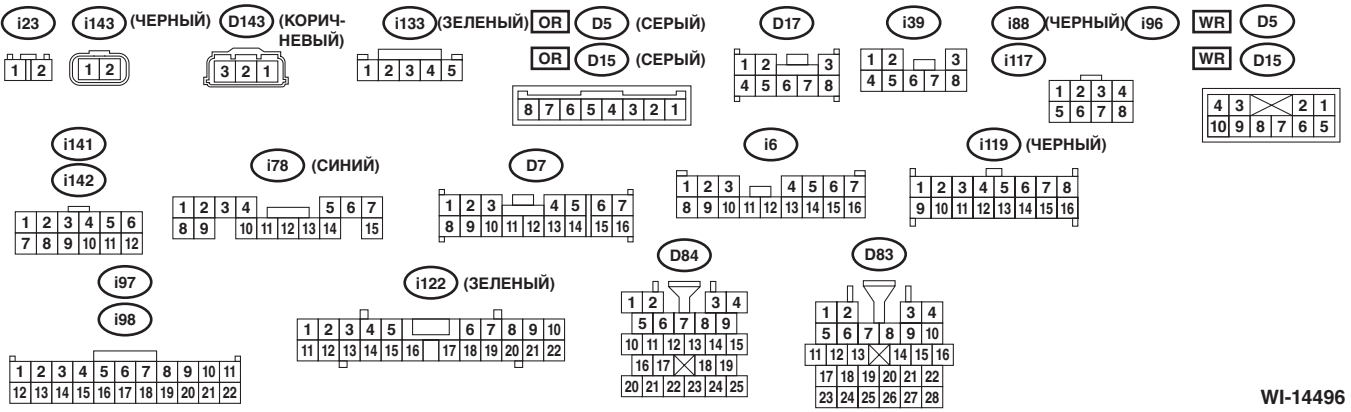 i23 i143 (ЧЕРНЫЙ) D143 (КОРИЧ-
НЕВЫЙ) i133 (ЗЕЛЕНЫЙ) OR D5 (СЕРЫЙ) D17 i39 i88 (ЧЕРНЫЙ) i96 WR D5
OR D15 (СЕРЫЙ) i117 WR D15
1 2
1 2
3 2 1
1 2 3 4 5
8 7 6 5 4 3 2 1
1 2 3
4 5 6 7 8
1 2 3
4 5 6 7 8
1 2 3 4
5 6 7 8
4 3 2 1
10 9 8 7 6 5
i141
i142
1 2 3 4 5 6
7 8 9 10 11 12
i78 (СИНИЙ)
1 2 3 4 5 6 7
8 9 10 11 12 13 14 15
D7
1 2 3 4 5 6 7
8 9 10 11 12 13 14 15 16
i6
1 2 3 4 5 6 7
8 9 10 11 12 13 14 15 16
i119 (ЧЕРНЫЙ)
1 2 3 4 5 6 7 8
9 10 11 12 13 14 15 16
i97
i98
1 2 3 4 5 6 7 8 9 10 11
12 13 14 15 16 17 18 19 20 21 22
i122 (ЗЕЛЕНЫЙ)
1 2 3 4 5 6 7 8 9 10
11 12 13 14 15 16 17 18 19 20 21 22
D84
1 2 3 4
5 6 7 8 9
10 11 12 13 14 15
16 17 18 19
20 21 22 23 24 25
D83
1 2 3 4
5 6 7 8 9 10
11 12 13 14 15 16
17 18 19 20 21 22
23 24 25 26 27 28
WI-14496